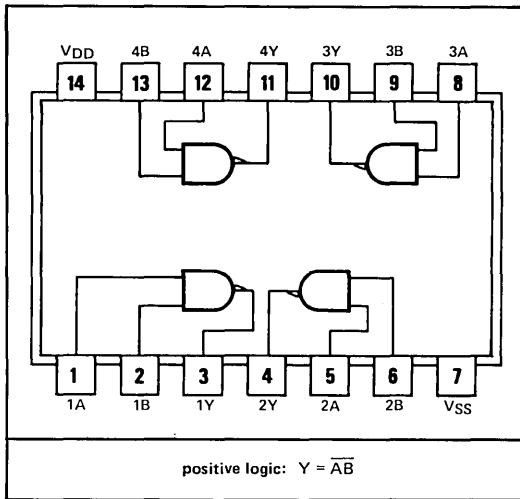 VDD 4B 4A 4Y 3Y 3B 3A
14 13 12 11 10 9 8
1 2 3 4 5 6 7
1A 1B 1Y 2Y 2A 2B VSS
positive logic: Y = A̅B̅